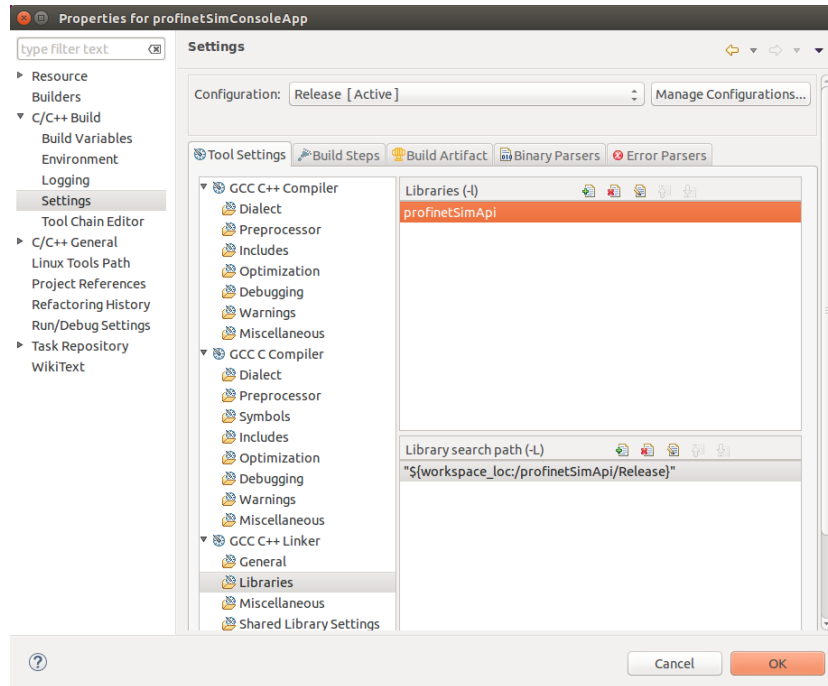 Properties for profinetSimConsoleApp
type filter text
Resource
Builders
C/C++ Build
Build Variables
Environment
Logging
Settings
Tool Chain Editor
C/C++ General
Linux Tools Path
Project References
Refactoring History
Run/Debug Settings
Task Repository
WikiText
Settings
Configuration: Release [ Active ] Manage Configurations...
Tool Settings Build Steps Build Artifact Binary Parsers Error Parsers
GCC C++ Compiler
Dialect
Preprocessor
Includes
Optimization
Debugging
Warnings
Miscellaneous
GCC C Compiler
Dialect
Preprocessor
Symbols
Includes
Optimization
Debugging
Warnings
Miscellaneous
GCC C++ Linker
General
Libraries
Miscellaneous
Shared Library Settings
Libraries (-l)
profinetSimApi
Library search path (-L)
"${workspace_loc:/profinetSimApi/Release}"
Cancel OK